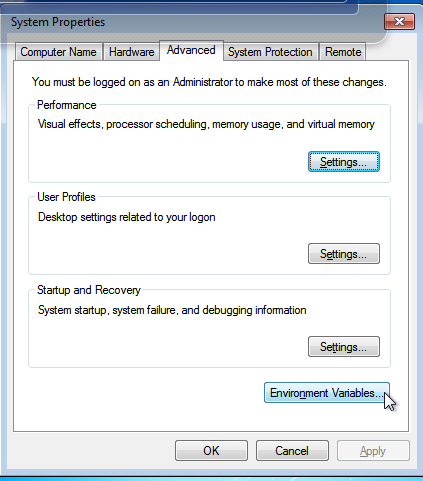 System Properties
Computer Name Hardware Advanced System Protection Remote
You must be logged on as an Administrator to make most of these changes.
Performance
Visual effects, processor scheduling, memory usage, and virtual memory
Settings...
User Profiles
Desktop settings related to your logon
Settings...
Startup and Recovery
System startup, system failure, and debugging information
Settings...
Environment Variables...
OK Cancel Apply